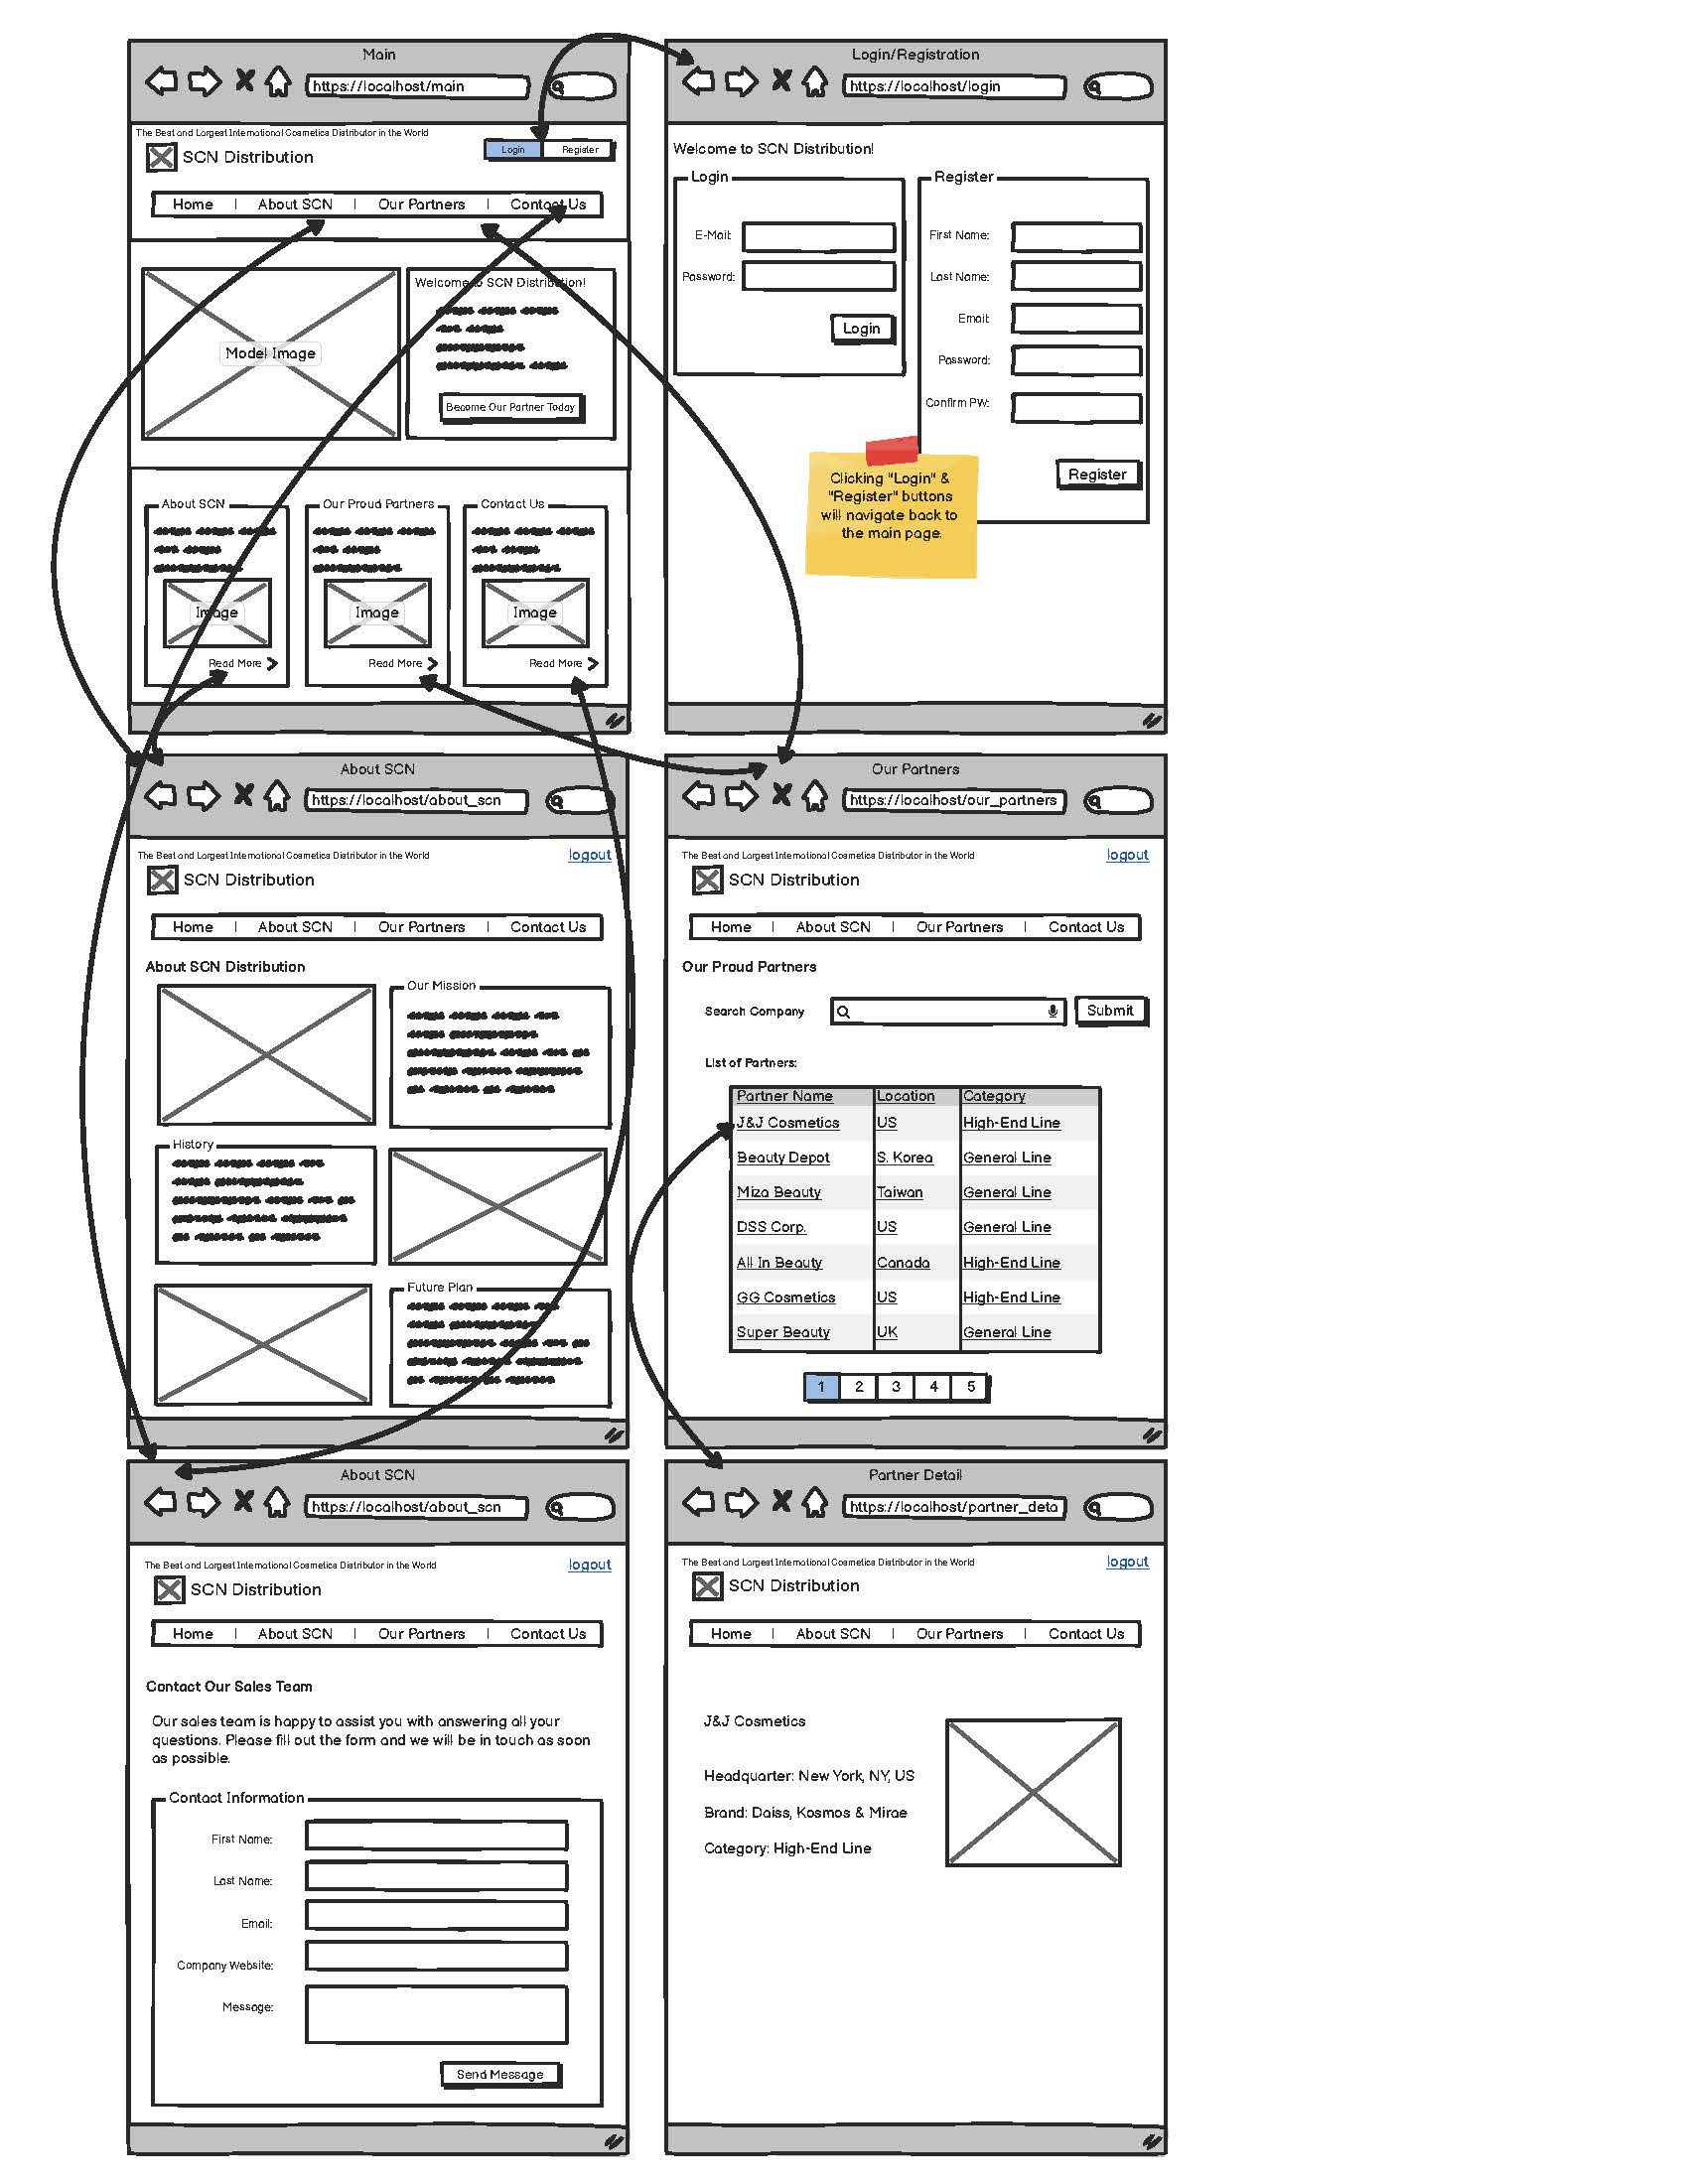 Main
https://localhost/main
The Best and Largest International Cosmetics Distributor in the World
SCN Distribution
Login Register
Home | About SCN | Our Partners | Contact Us
Model Image
Welcome to SCN Distribution!
Become Our Partner Today
About SCN
Image
Read More
Our Proud Partners
Image
Read More
Contact Us
Image
Read More
Login/Registration
https://localhost/login
Welcome to SCN Distribution!
Login
E-Mail:
Password:
Login
Register
First Name:
Last Name:
Email:
Password:
Confirm PW:
Register
Clicking "Login" &
"Register" buttons
will navigate back to
the main page.
About SCN
https://localhost/about_scn
The Best and Largest International Cosmetics Distributor in the World
logout
SCN Distribution
Home | About SCN | Our Partners | Contact Us
About SCN Distribution
Our Mission
History
Future Plan
Our Partners
https://localhost/our_partners
The Best and Largest International Cosmetics Distributor in the World
logout
SCN Distribution
Home | About SCN | Our Partners | Contact Us
Our Proud Partners
Search Company
Submit
List of Partners:
Partner Name Location Category
J&J Cosmetics US High-End Line
Beauty Depot S. Korea General Line
Miza Beauty Taiwan General Line
DSS Corp. US General Line
All In Beauty Canada High-End Line
GG Cosmetics US High-End Line
Super Beauty UK General Line
1 2 3 4 5
About SCN
https://localhost/about_scn
The Best and Largest International Cosmetics Distributor in the World
logout
SCN Distribution
Home | About SCN | Our Partners | Contact Us
Contact Our Sales Team
Our sales team is happy to assist you with answering all your
questions. Please fill out the form and we will be in touch as soon
as possible.
Contact Information
First Name:
Last Name:
Email:
Company Website:
Message:
Send Message
Partner Detail
https://localhost/partner_deta
The Best and Largest International Cosmetics Distributor in the World
logout
SCN Distribution
Home | About SCN | Our Partners | Contact Us
J&J Cosmetics
Headquarter: New York, NY, US
Brand: Daiss, Kosmos & Mirae
Category: High-End Line